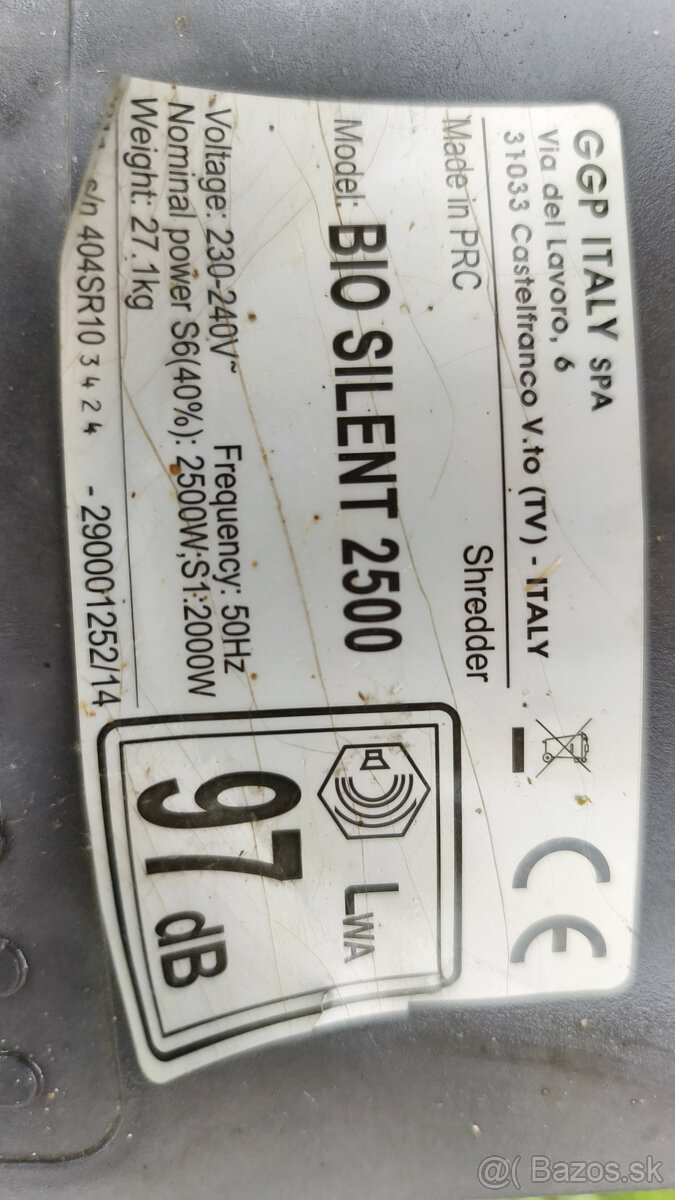 GGP ITALY SPA
Via del Lavoro, 6
31033 Castelfranco V.to (TV) - ITALY
Made in PRC
Shredder
Model: BIO SILENT 2500
Voltage: 230-240V~ Frequency: 50Hz
Nominal power S6(40%): 2500W;S1:2000W
Weight: 27.1kg
s/n 404SR10 3 4 2 4 - 290001252/14
CE
LWA
97 dB
@( Bazos.sk